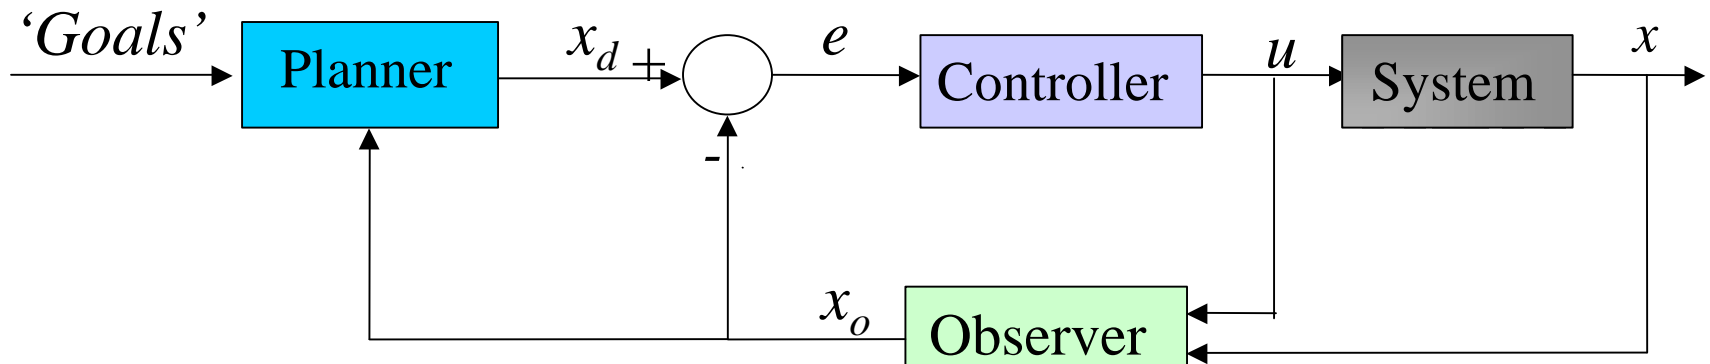 ‘Goals’
Planner
x_d +
-
e
Controller
u
System
x
x_o
Observer